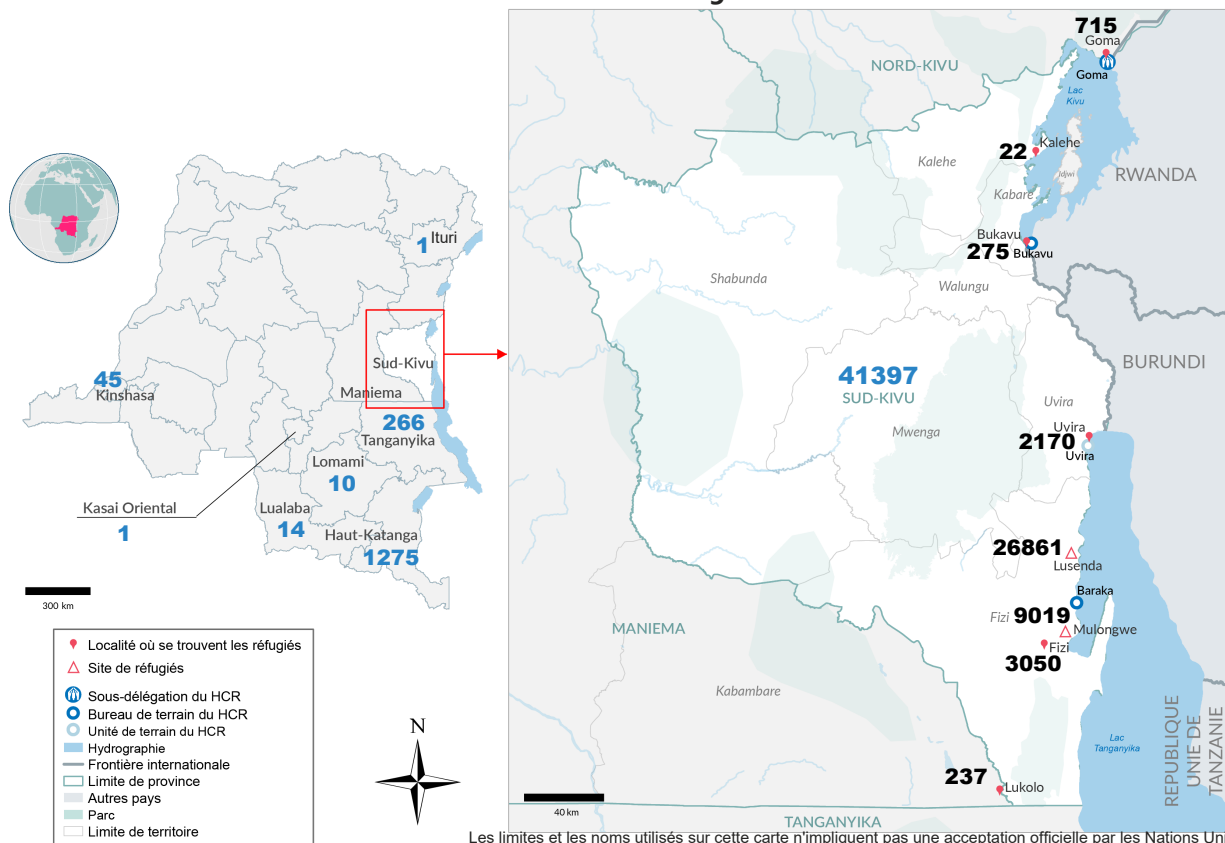 1 Ituri
45
Kinshasa
Sud-Kivu
Maniema
266
Tanganyika
Lomami
10
Kasai Oriental
1
Lualaba
14
Haut-Katanga
1275
300 km
Localité où se trouvent les réfugiés
Site de réfugiés
Sous-délégation du HCR
Bureau de terrain du HCR
Unité de terrain du HCR
Hydrographie
Frontière internationale
Limite de province
Autres pays
Parc
Limite de territoire
N
715
Goma
Goma
NORD-KIVU
Lac
Kivu
Kalehe
22
Kalehe
Idjwi
RWANDA
Kabare
Bukavu
275 Bukavu
Shabunda
Walungu
BURUNDI
41397
SUD-KIVU
Uvira
Mwenga
Uvira
2170
Uvira
26861
Lusenda
Baraka
Fizi
9019
Mulongwe
Fizi
3050
MANIEMA
Kabambare
REPUBLIQUE
UNIE DE
TANZANIE
Lac
Tanganyika
237
Lukolo
40 km
TANGANYIKA
Les limites et les noms utilisés sur cette carte n'impliquent pas une acceptation officielle par les Nations Uni